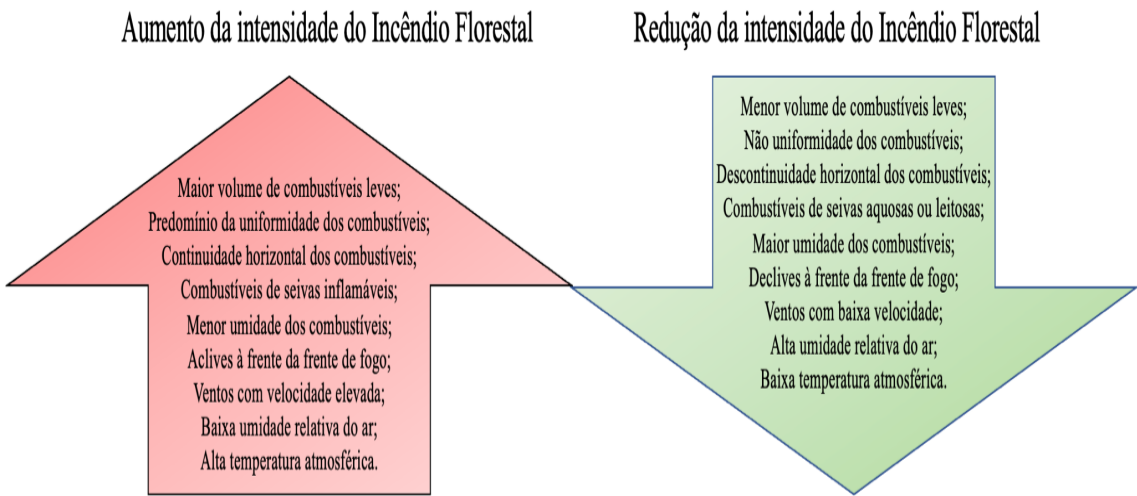 Aumento da intensidade do Incêndio Florestal
Maior volume de combustíveis leves;
Predomínio da uniformidade dos combustíveis;
Continuidade horizontal dos combustíveis;
Combustíveis de seivas inflamáveis;
Menor umidade dos combustíveis;
Aclives à frente da frente de fogo;
Ventos com velocidade elevada;
Baixa umidade relativa do ar;
Alta temperatura atmosférica.
Redução da intensidade do Incêndio Florestal
Menor volume de combustíveis leves;
Não uniformidade dos combustíveis;
Descontinuidade horizontal dos combustíveis;
Combustíveis de seivas aquosas ou leitosas;
Maior umidade dos combustíveis;
Declives à frente da frente de fogo;
Ventos com baixa velocidade;
Alta umidade relativa do ar;
Baixa temperatura atmosférica.